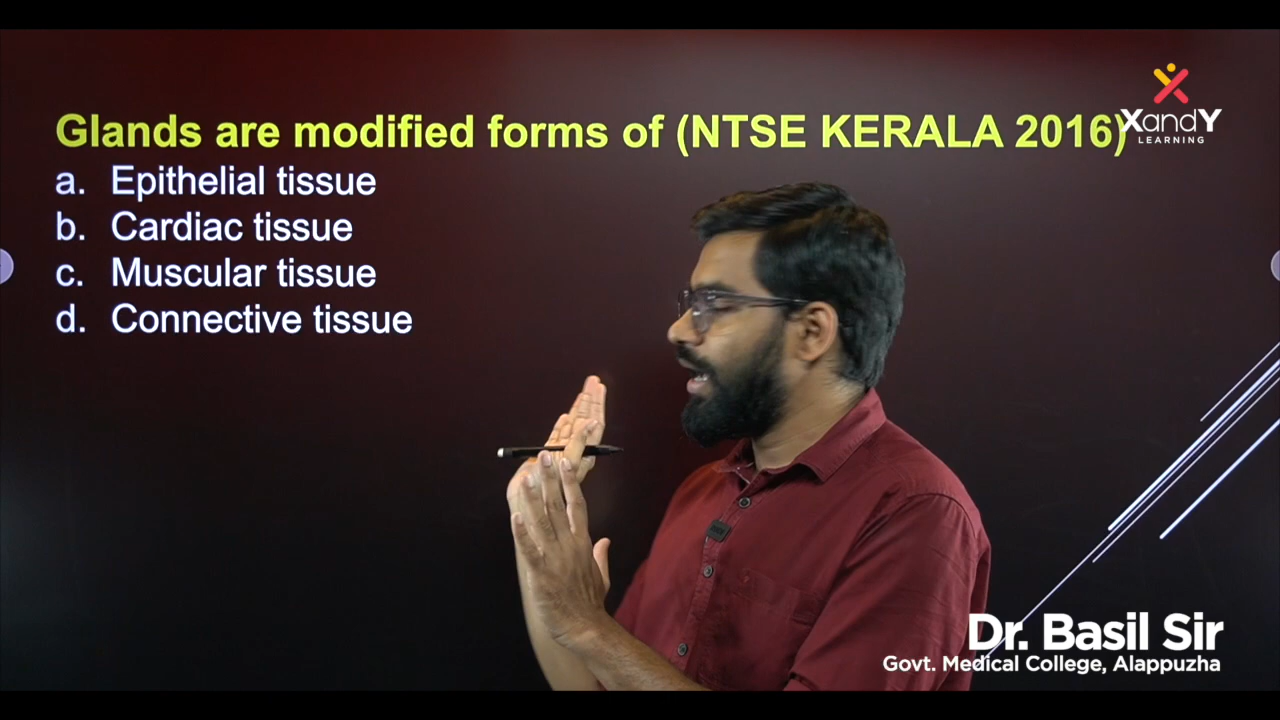 Glands are modified forms of (NTSE KERALA 2016)
a. Epithelial tissue
b. Cardiac tissue
c. Muscular tissue
d. Connective tissue
XandY
LEARNING
Dr. Basil Sir
Govt. Medical College, Alappuzha